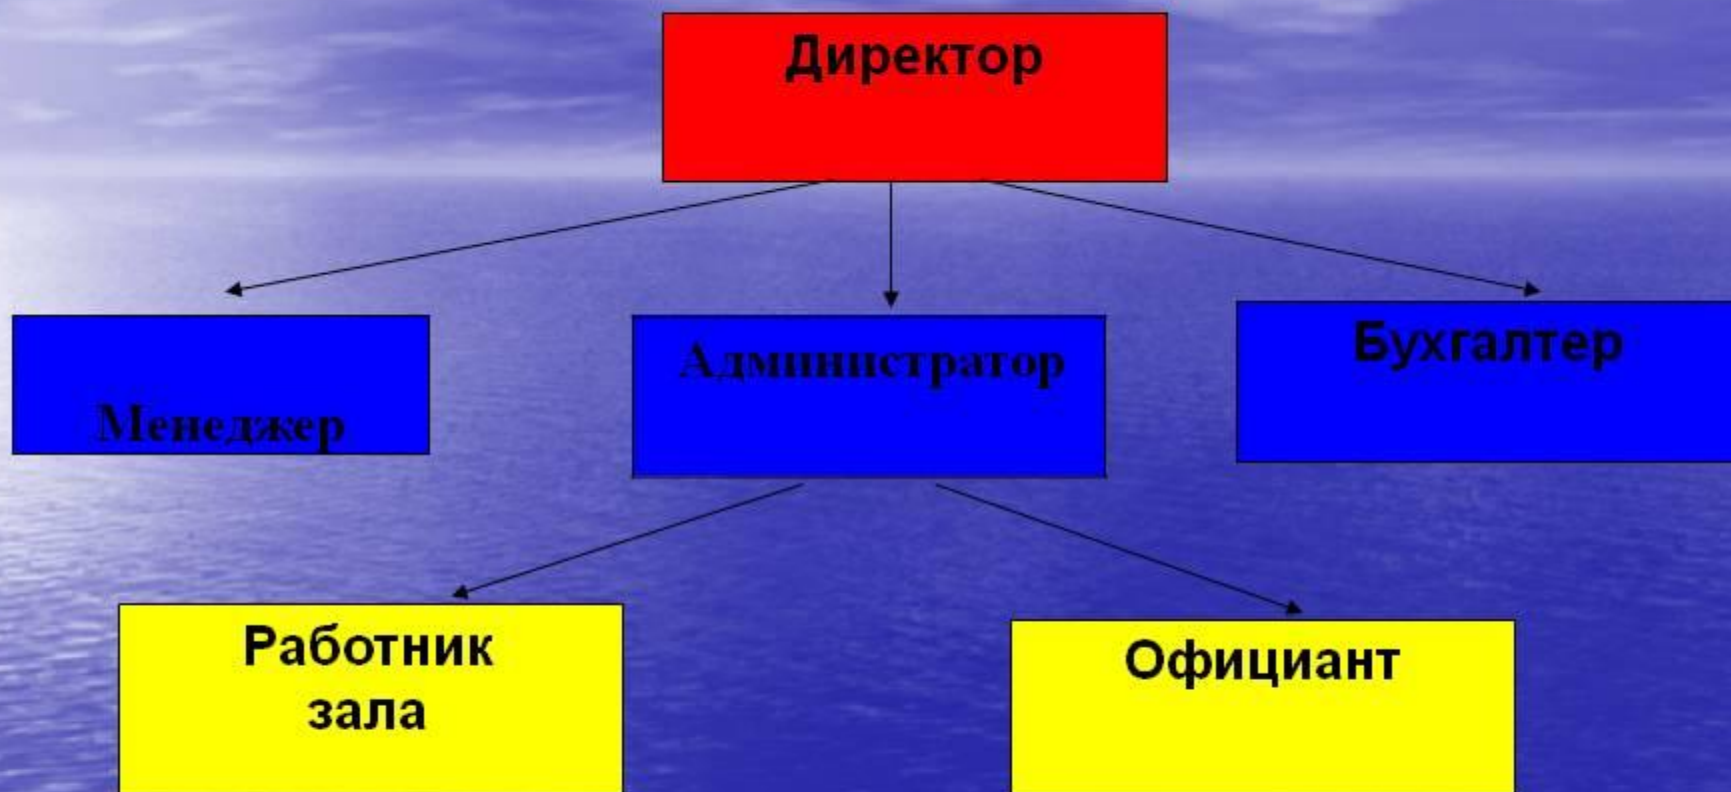 Директор
Менеджер
Администратор
Бухгалтер
Работник
зала
Официант